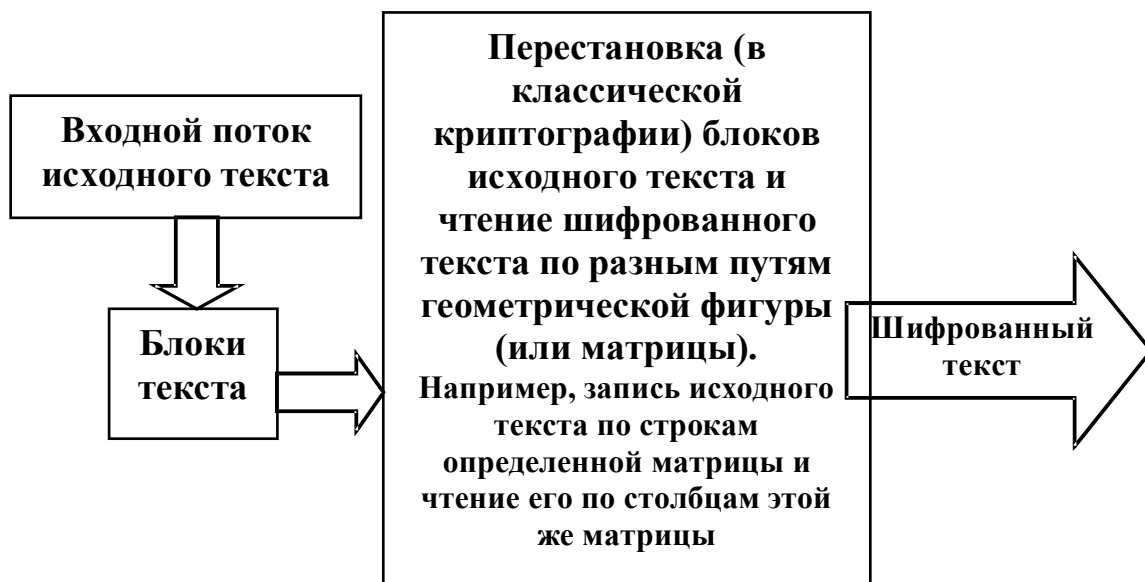 Входной поток
исходного текста
Блоки
текста
Перестановка (в
классической
криптографии) блоков
исходного текста и
чтение шифрованного
текста по разным путям
геометрической фигуры
(или матрицы).
Например, запись исходного
текста по строкам
определенной матрицы и
чтение его по столбцам этой
же матрицы
Шифрованный
текст